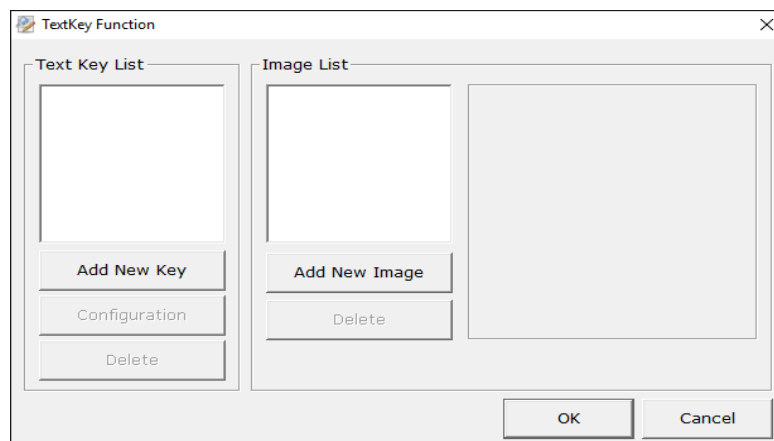 TextKey Function
Text Key List
Image List
Add New Key
Add New Image
Configuration
Delete
Delete
OK
Cancel